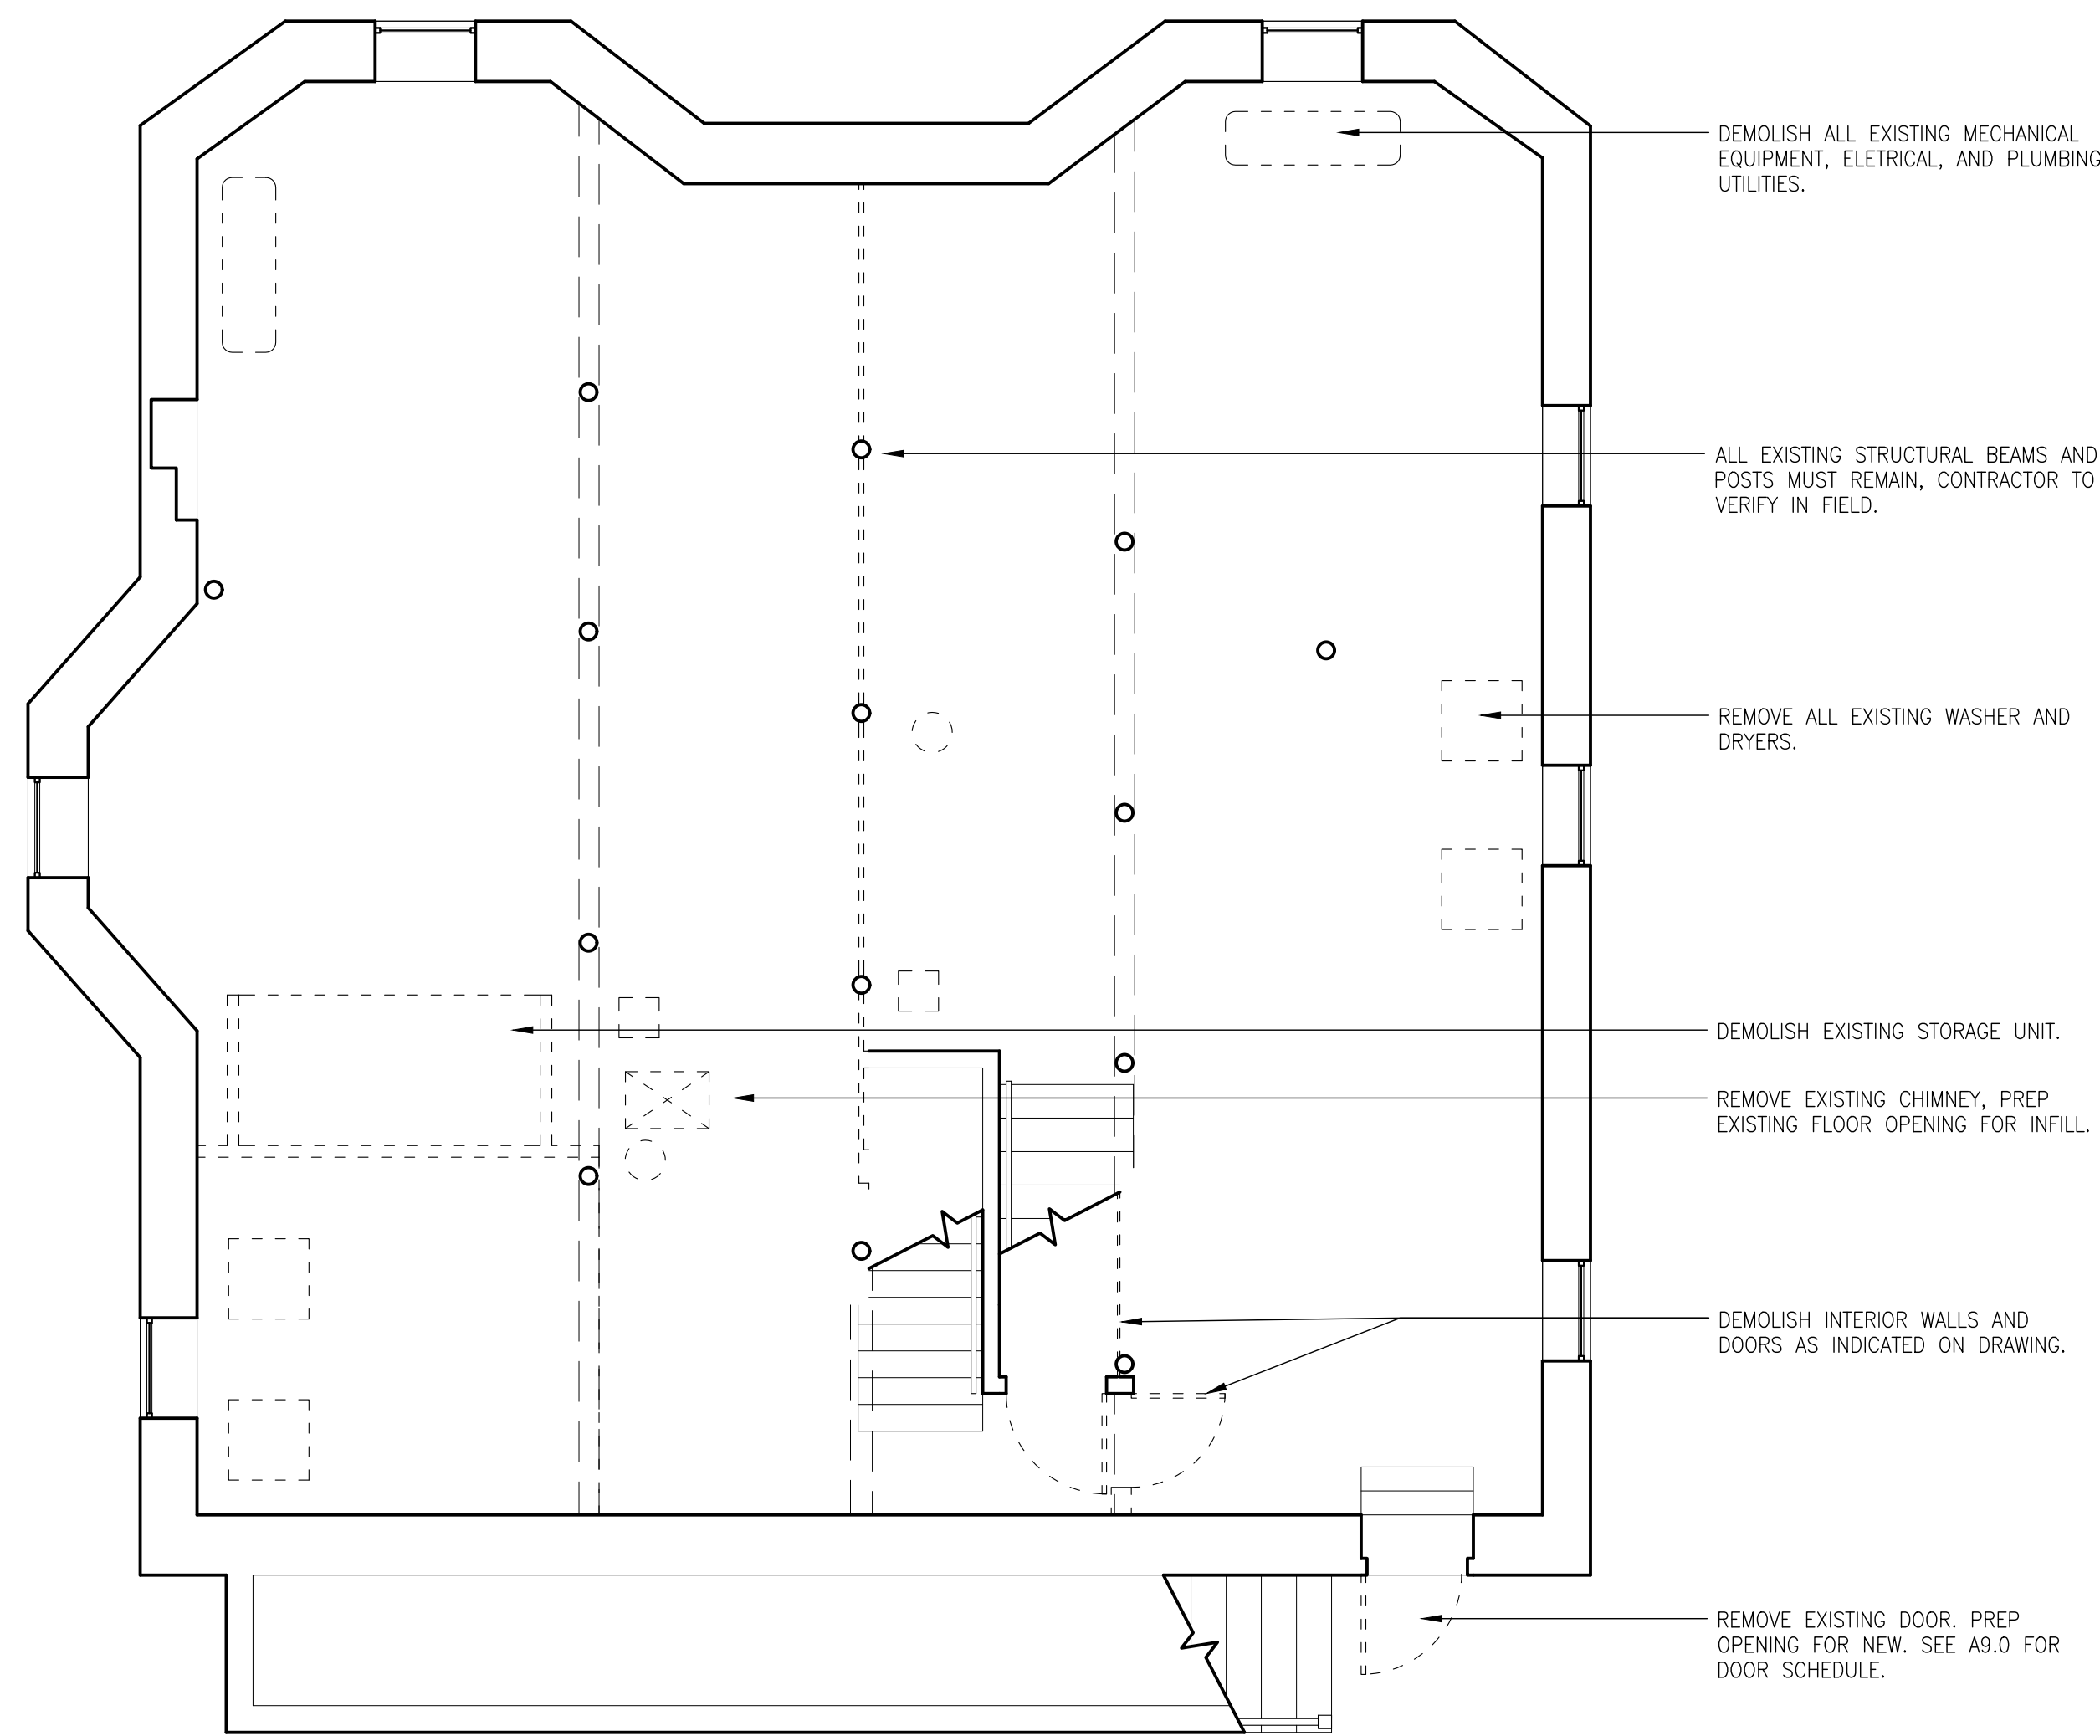 DEMOLISH ALL EXISTING MECHANICAL
EQUIPMENT, ELETRICAL, AND PLUMBING
UTILITIES.
ALL EXISTING STRUCTURAL BEAMS AND
POSTS MUST REMAIN, CONTRACTOR TO
VERIFY IN FIELD.
REMOVE ALL EXISTING WASHER AND
DRYERS.
DEMOLISH EXISTING STORAGE UNIT.
REMOVE EXISTING CHIMNEY, PREP
EXISTING FLOOR OPENING FOR INFILL.
DEMOLISH INTERIOR WALLS AND
DOORS AS INDICATED ON DRAWING.
REMOVE EXISTING DOOR. PREP
OPENING FOR NEW. SEE A9.0 FOR
DOOR SCHEDULE.